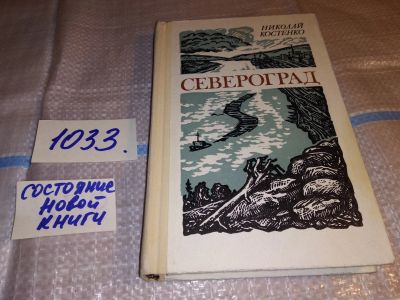 НИКОЛАЙ
КОСТЕНКО
СЕВЕРОГРАД
1033.
СОСТОЯНИЕ
НОВОЙ
КНИГИ